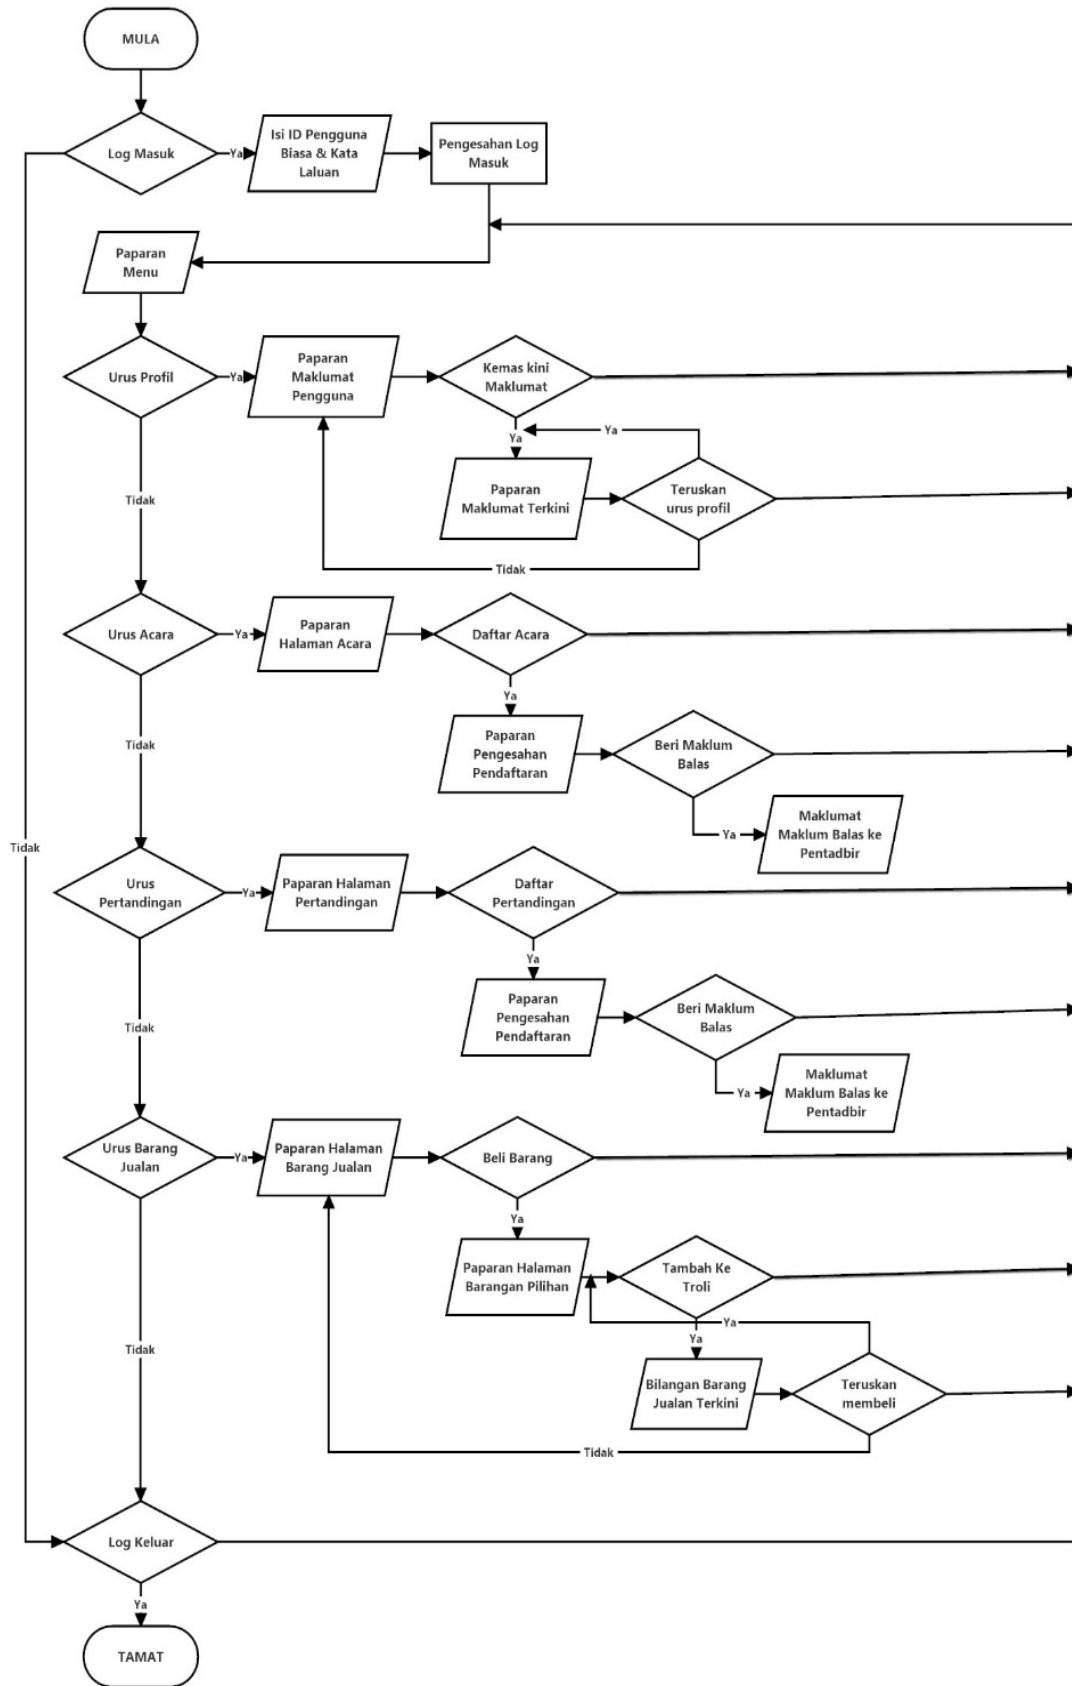 MULA
Log Masuk
Ya
Isi ID Pengguna
Biasa & Kata
Laluan
Pengesahan Log
Masuk
Paparan
Menu
Urus Profil
Ya
Paparan
Maklumat
Pengguna
Kemas kini
Maklumat
Ya
Ya
Paparan
Maklumat Terkini
Teruskan
urus profil
Tidak
Tidak
Urus Acara
Ya
Paparan
Halaman Acara
Daftar Acara
Ya
Paparan
Pengesahan
Pendaftaran
Beri Maklum
Balas
Ya
Maklumat
Maklum Balas ke
Pentadbir
Tidak
Tidak
Urus
Pertandingan
Ya
Paparan Halaman
Pertandingan
Daftar
Pertandingan
Ya
Paparan
Pengesahan
Pendaftaran
Beri Maklum
Balas
Ya
Maklumat
Maklum Balas ke
Pentadbir
Tidak
Urus Barang
Jualan
Ya
Paparan Halaman
Barang Jualan
Beli Barang
Ya
Paparan Halaman
Barangan Pilihan
Tambah Ke
Troli
Ya
Ya
Bilangan Barang
Jualan Terkini
Teruskan
membeli
Tidak
Tidak
Log Keluar
Ya
TAMAT